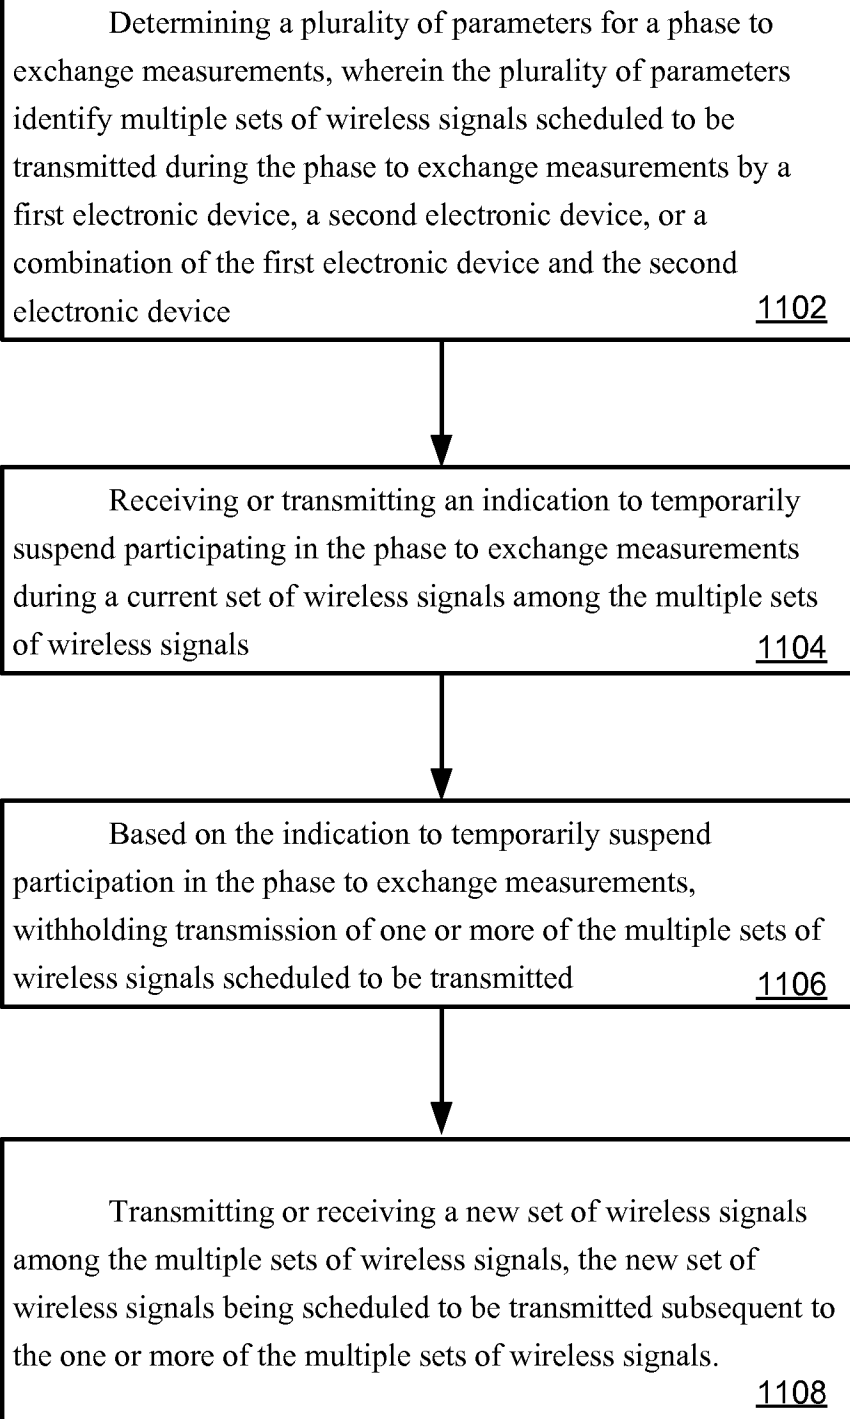 Determining a plurality of parameters for a phase to
exchange measurements, wherein the plurality of parameters
identify multiple sets of wireless signals scheduled to be
transmitted during the phase to exchange measurements by a
first electronic device, a second electronic device, or a
combination of the first electronic device and the second
electronic device
1102
Receiving or transmitting an indication to temporarily
suspend participating in the phase to exchange measurements
during a current set of wireless signals among the multiple sets
of wireless signals
1104
Based on the indication to temporarily suspend
participation in the phase to exchange measurements,
withholding transmission of one or more of the multiple sets of
wireless signals scheduled to be transmitted
1106
Transmitting or receiving a new set of wireless signals
among the multiple sets of wireless signals, the new set of
wireless signals being scheduled to be transmitted subsequent to
the one or more of the multiple sets of wireless signals.
1108